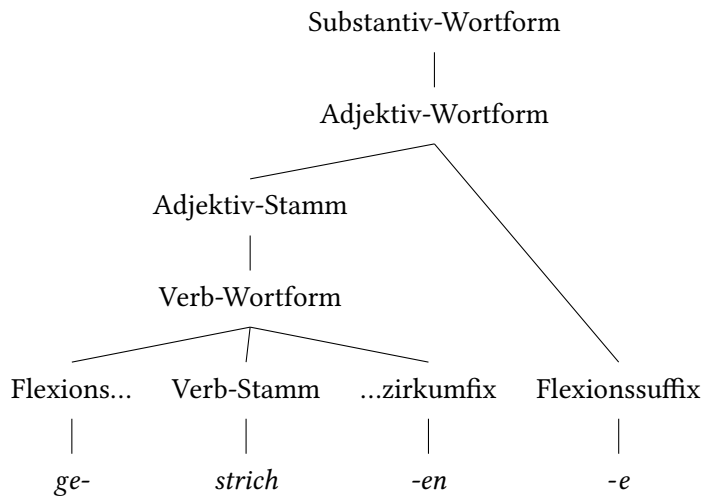 Substantiv-Wortform
Adjektiv-Wortform
Adjektiv-Stamm
Verb-Wortform
Flexions... Verb-Stamm ...zirkumfix Flexionssuffix
ge- strich -en -e